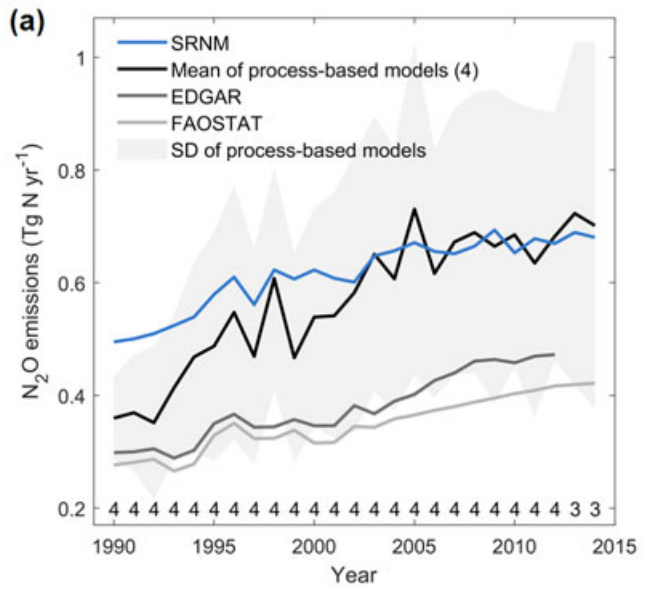 (a)
SRNM
Mean of process-based models (4)
EDGAR
FAOSTAT
SD of process-based models
N2O emissions (Tg N yr-1)
1
0.8
0.6
0.4
0.2
4 4 4 4 4 4 4 4 4 4 4 4 4 4 4 4 4 4 4 4 4 4 4 3 3
1990 1995 2000 2005 2010 2015
Year